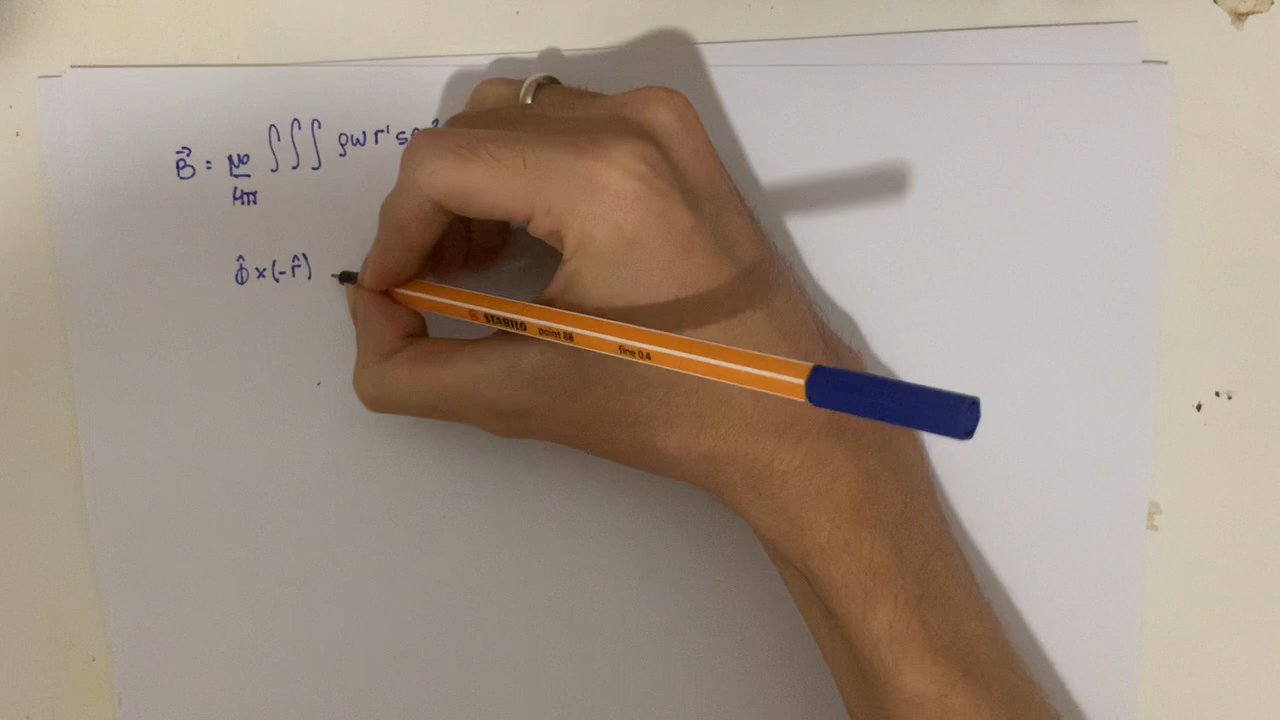 B⃗ = μ₀/4π ∫∫∫ ρωr's
ϕ̂ × (-r̂)
STABILO point 88 fine 0,4